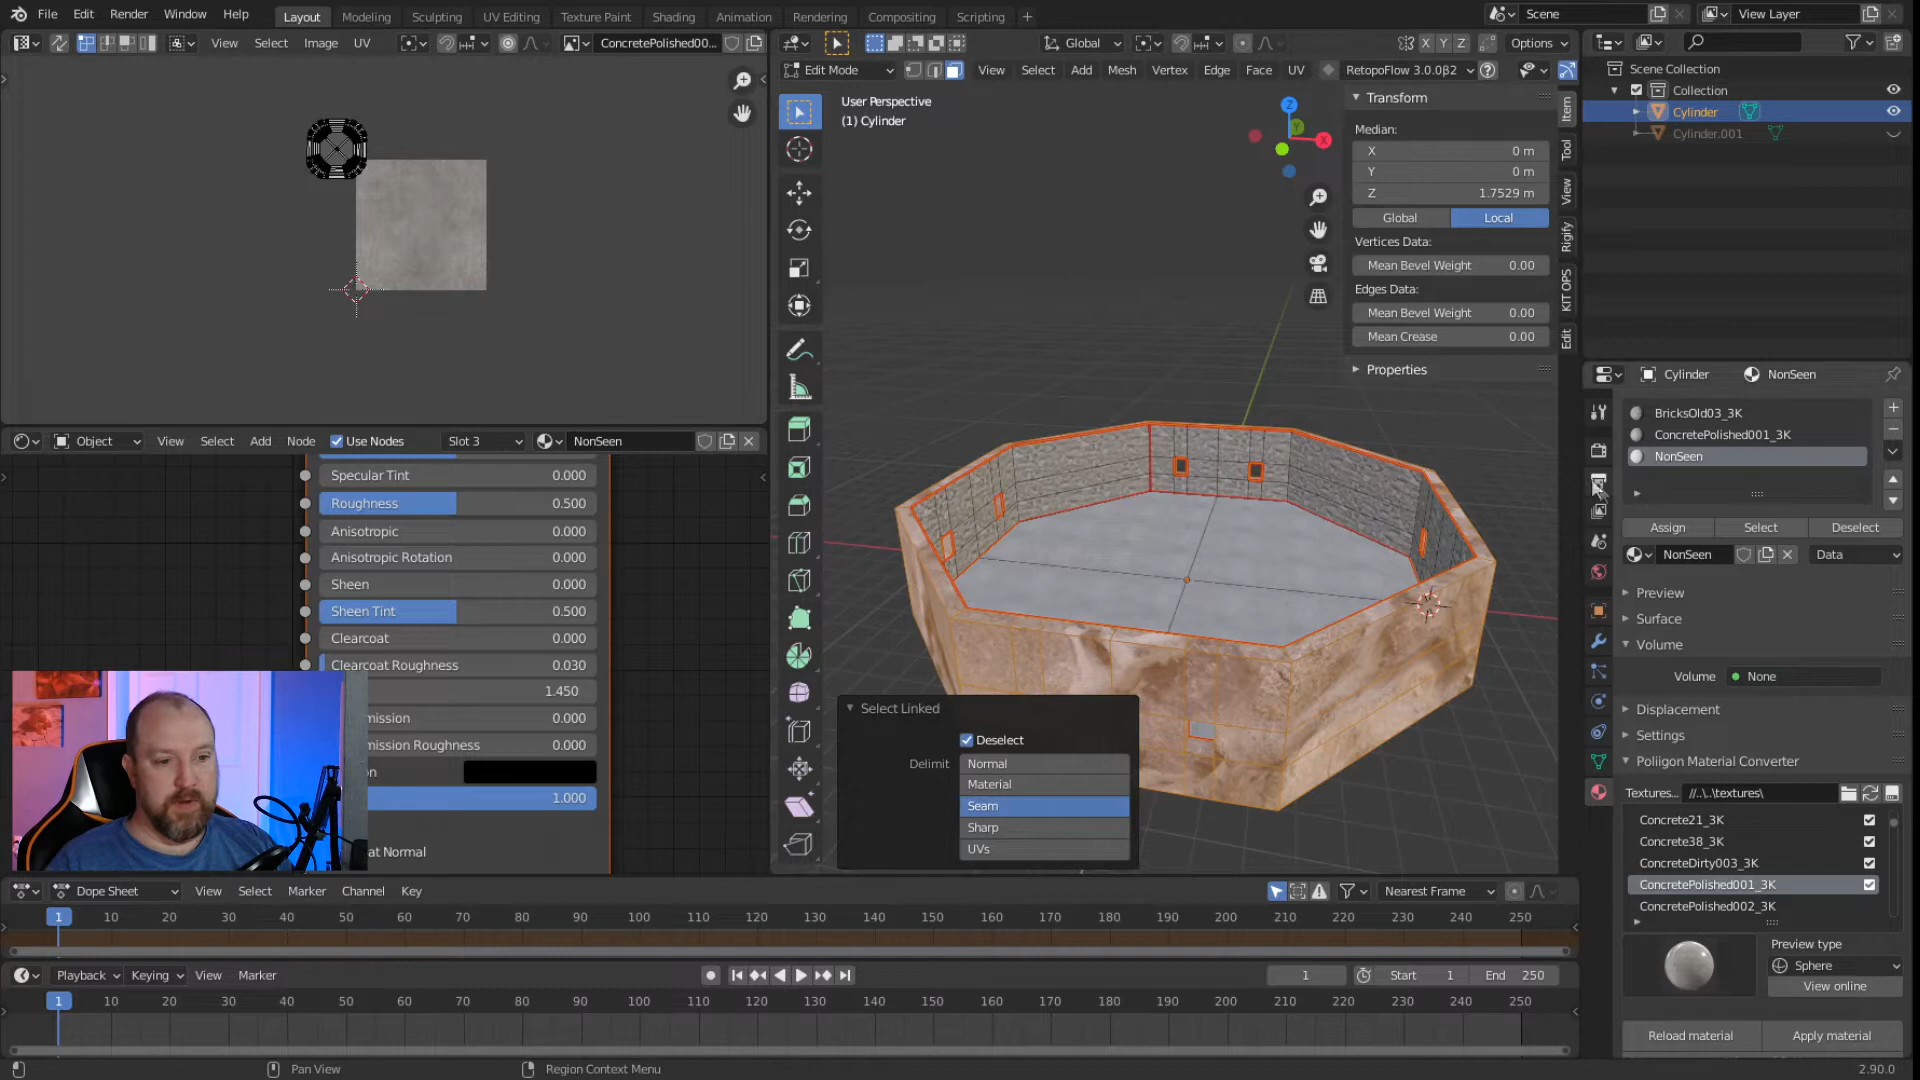 File Edit Render Window Help Layout Modeling Sculpting UV Editing Texture Paint Shading Animation Rendering Compositing Scripting + Scene View Layer
View Select Image UV ConcretePolished00... Global X Y Z Options
Edit Mode View Select Add Mesh Vertex Edge Face UV RetopoFlow 3.0.0β2
User Perspective
(1) Cylinder
Z
Y
X
Transform
Median:
X 0 m
Y 0 m
Z 1.7529 m
Global Local
Vertices Data:
Mean Bevel Weight 0.00
Edges Data:
Mean Bevel Weight 0.00
Mean Crease 0.00
Properties
Item
Tool
View
Rigify
KIT OPS
Edit
Scene Collection
Collection
Cylinder
Cylinder.001
Cylinder NonSeen
BricksOld03_3K
ConcretePolished001_3K
NonSeen
Assign Select Deselect
NonSeen Data
Preview
Surface
Volume
Volume None
Displacement
Settings
Poliigon Material Converter
Textures... //..\..\textures\
Concrete21_3K
Concrete38_3K
ConcreteDirty003_3K
ConcretePolished001_3K
ConcretePolished002_3K
Preview type
Sphere
View online
Reload material Apply material
Object View Select Add Node Use Nodes Slot 3 NonSeen
Specular Tint 0.000
Roughness 0.500
Anisotropic 0.000
Anisotropic Rotation 0.000
Sheen 0.000
Sheen Tint 0.500
Clearcoat 0.000
Clearcoat Roughness 0.030
1.450
mission 0.000
mission Roughness 0.000
on
1.000
at Normal
Select Linked
Deselect
Delimit Normal
Material
Seam
Sharp
UVs
Dope Sheet View Select Marker Channel Key Nearest Frame
1 10 20 30 40 50 60 70 80 90 100 110 120 130 140 150 160 170 180 190 200 210 220 230 240 250
Playback Keying View Marker 1 Start 1 End 250
1 10 20 30 40 50 60 70 80 90 100 110 120 130 140 150 160 170 180 190 200 210 220 230 240 250
Pan View Region Context Menu 2.90.0